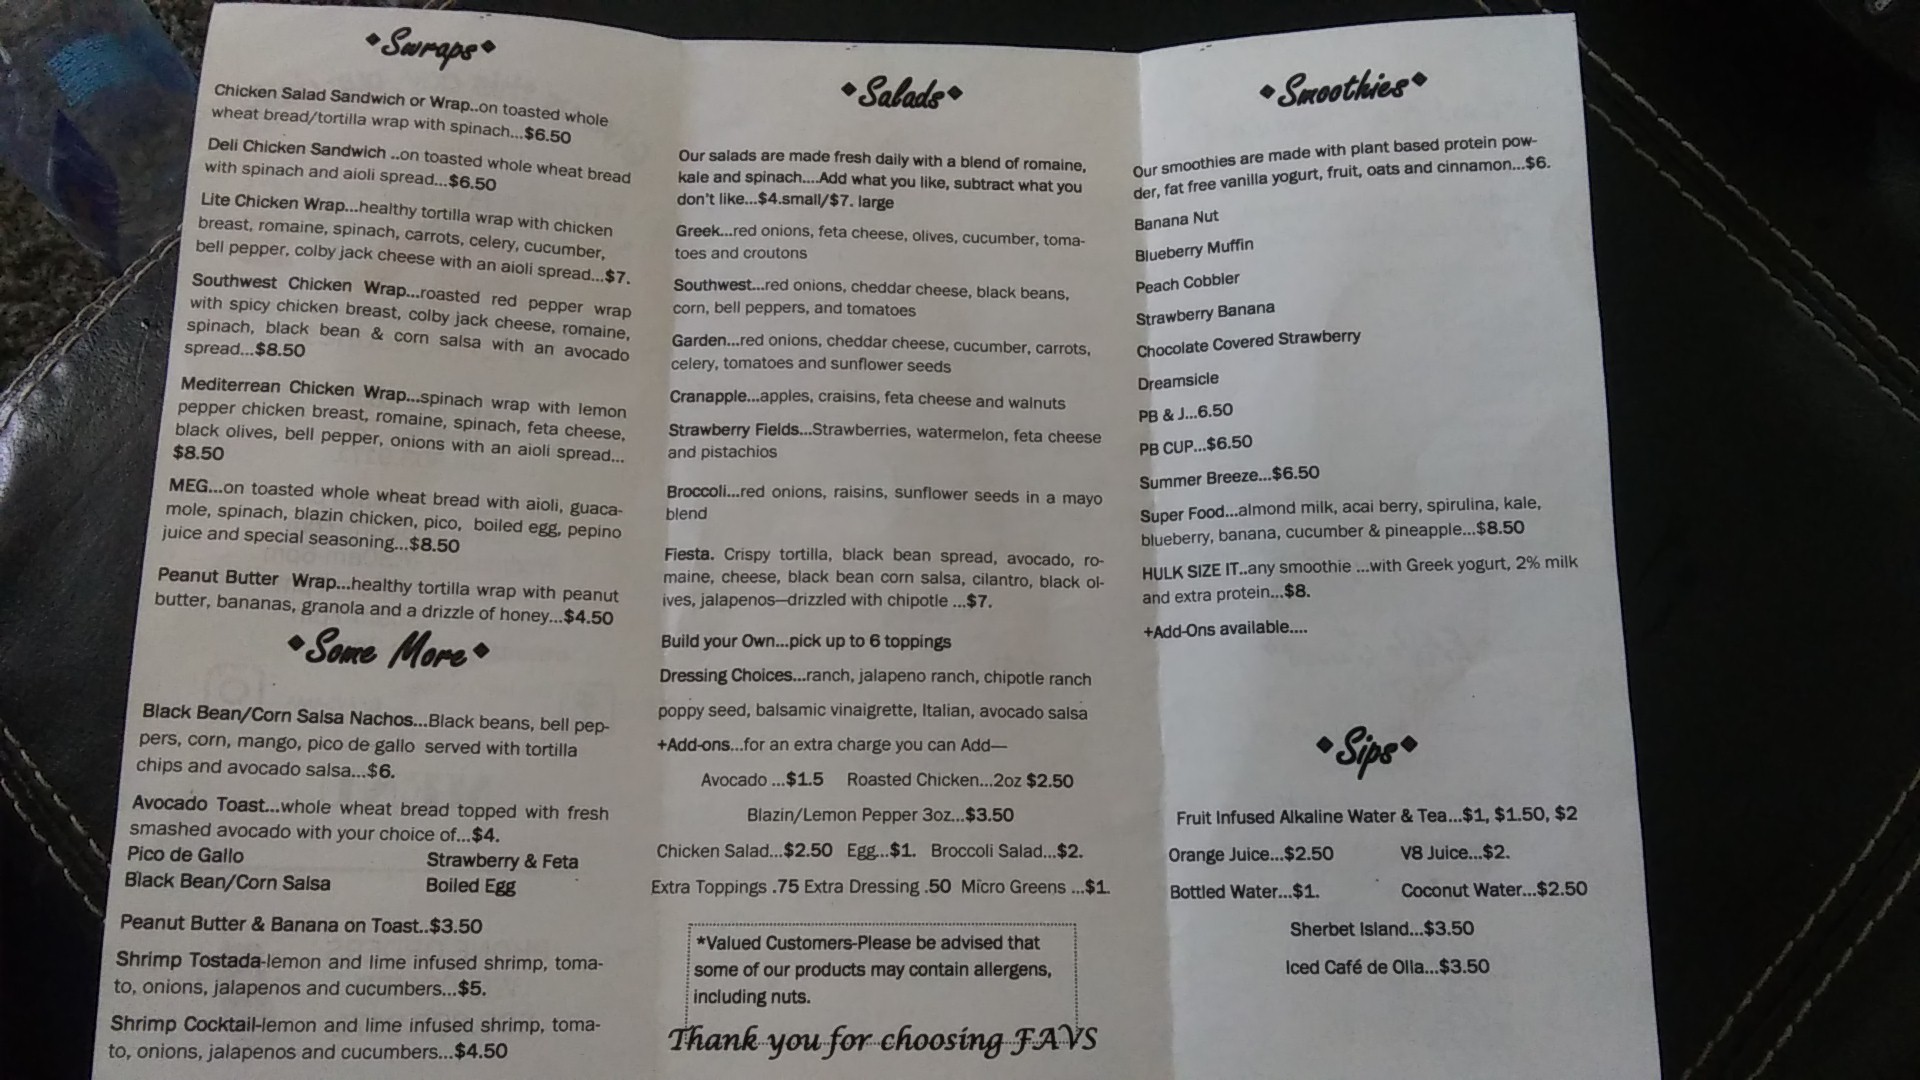 ◆Swraps◆
Chicken Salad Sandwich or Wrap..on toasted whole
wheat bread/tortilla wrap with spinach...$6.50
Deli Chicken Sandwich ..on toasted whole wheat bread
with spinach and aioli spread...$6.50
Lite Chicken Wrap...healthy tortilla wrap with chicken
breast, romaine, spinach, carrots, celery, cucumber,
bell pepper, colby jack cheese with an aioli spread...$7.
Southwest Chicken Wrap...roasted red pepper wrap
with spicy chicken breast, colby jack cheese, romaine,
spinach, black bean & corn salsa with an avocado
spread...$8.50
Mediterrean Chicken Wrap...spinach wrap with lemon
pepper chicken breast, romaine, spinach, feta cheese,
black olives, bell pepper, onions with an aioli spread...
$8.50
MEG...on toasted whole wheat bread with aioli, guaca-
mole, spinach, blazin chicken, pico, boiled egg, pepino
juice and special seasoning...$8.50
Peanut Butter Wrap...healthy tortilla wrap with peanut
butter, bananas, granola and a drizzle of honey...$4.50
◆Some More◆
Black Bean/Corn Salsa Nachos...Black beans, bell pep-
pers, corn, mango, pico de gallo served with tortilla
chips and avocado salsa...$6.
Avocado Toast...whole wheat bread topped with fresh
smashed avocado with your choice of...$4.
Pico de Gallo Strawberry & Feta
Black Bean/Corn Salsa Boiled Egg
Peanut Butter & Banana on Toast..$3.50
Shrimp Tostada-lemon and lime infused shrimp, toma-
to, onions, jalapenos and cucumbers...$5.
Shrimp Cocktail-lemon and lime infused shrimp, toma-
to, onions, jalapenos and cucumbers...$4.50
◆Salads◆
Our salads are made fresh daily with a blend of romaine,
kale and spinach....Add what you like, subtract what you
don't like...$4.small/$7. large
Greek...red onions, feta cheese, olives, cucumber, toma-
toes and croutons
Southwest...red onions, cheddar cheese, black beans,
corn, bell peppers, and tomatoes
Garden...red onions, cheddar cheese, cucumber, carrots,
celery, tomatoes and sunflower seeds
Cranapple...apples, craisins, feta cheese and walnuts
Strawberry Fields...Strawberries, watermelon, feta cheese
and pistachios
Broccoli...red onions, raisins, sunflower seeds in a mayo
blend
Fiesta. Crispy tortilla, black bean spread, avocado, ro-
maine, cheese, black bean corn salsa, cilantro, black ol-
ives, jalapenos—drizzled with chipotle ...$7.
Build your Own...pick up to 6 toppings
Dressing Choices...ranch, jalapeno ranch, chipotle ranch
poppy seed, balsamic vinaigrette, Italian, avocado salsa
+Add-ons...for an extra charge you can Add—
Avocado ...$1.5 Roasted Chicken...2oz $2.50
Blazin/Lemon Pepper 3oz...$3.50
Chicken Salad...$2.50 Egg...$1. Broccoli Salad...$2.
Extra Toppings .75 Extra Dressing .50 Micro Greens ...$1.
*Valued Customers-Please be advised that
some of our products may contain allergens,
including nuts.
Thank you for choosing FAVS
◆Smoothies◆
Our smoothies are made with plant based protein pow-
der, fat free vanilla yogurt, fruit, oats and cinnamon...$6.
Banana Nut
Blueberry Muffin
Peach Cobbler
Strawberry Banana
Chocolate Covered Strawberry
Dreamsicle
PB & J...6.50
PB CUP...$6.50
Summer Breeze...$6.50
Super Food...almond milk, acai berry, spirulina, kale,
blueberry, banana, cucumber & pineapple...$8.50
HULK SIZE IT..any smoothie ...with Greek yogurt, 2% milk
and extra protein...$8.
+Add-Ons available....
◆Sips◆
Fruit Infused Alkaline Water & Tea...$1, $1.50, $2
Orange Juice...$2.50 V8 Juice...$2.
Bottled Water...$1. Coconut Water...$2.50
Sherbet Island...$3.50
Iced Café de Olla...$3.50